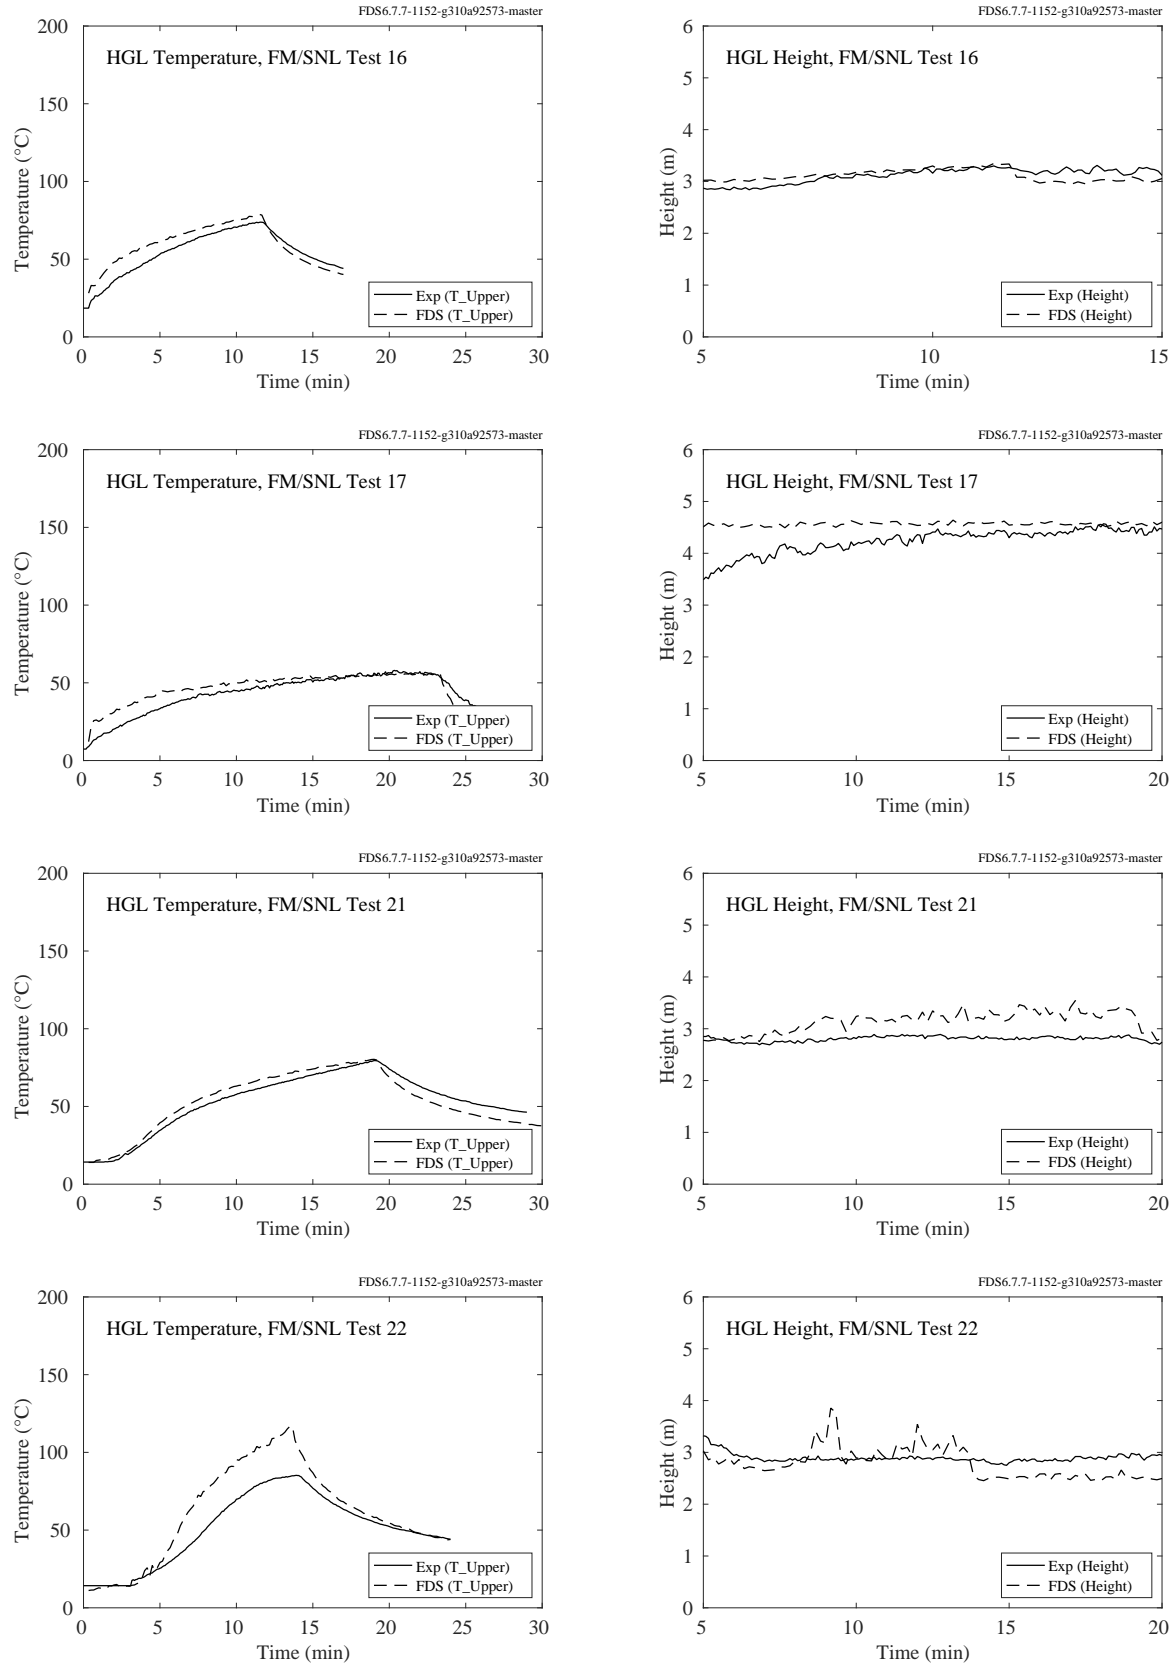 FDS6.7.7-1152-g310a92573-master
HGL Temperature, FM/SNL Test 16
Temperature (°C)
200
150
100
50
0
0 5 10 15 20 25 30
Time (min)
Exp (T_Upper)
FDS (T_Upper)
FDS6.7.7-1152-g310a92573-master
HGL Height, FM/SNL Test 16
Height (m)
6
5
4
3
2
1
0
5 10 15
Time (min)
Exp (Height)
FDS (Height)
FDS6.7.7-1152-g310a92573-master
HGL Temperature, FM/SNL Test 17
Temperature (°C)
200
150
100
50
0
0 5 10 15 20 25 30
Time (min)
Exp (T_Upper)
FDS (T_Upper)
FDS6.7.7-1152-g310a92573-master
HGL Height, FM/SNL Test 17
Height (m)
6
5
4
3
2
1
0
5 10 15 20
Time (min)
Exp (Height)
FDS (Height)
FDS6.7.7-1152-g310a92573-master
HGL Temperature, FM/SNL Test 21
Temperature (°C)
200
150
100
50
0
0 5 10 15 20 25 30
Time (min)
Exp (T_Upper)
FDS (T_Upper)
FDS6.7.7-1152-g310a92573-master
HGL Height, FM/SNL Test 21
Height (m)
6
5
4
3
2
1
0
5 10 15 20
Time (min)
Exp (Height)
FDS (Height)
FDS6.7.7-1152-g310a92573-master
HGL Temperature, FM/SNL Test 22
Temperature (°C)
200
150
100
50
0
0 5 10 15 20 25 30
Time (min)
Exp (T_Upper)
FDS (T_Upper)
FDS6.7.7-1152-g310a92573-master
HGL Height, FM/SNL Test 22
Height (m)
6
5
4
3
2
1
0
5 10 15 20
Time (min)
Exp (Height)
FDS (Height)